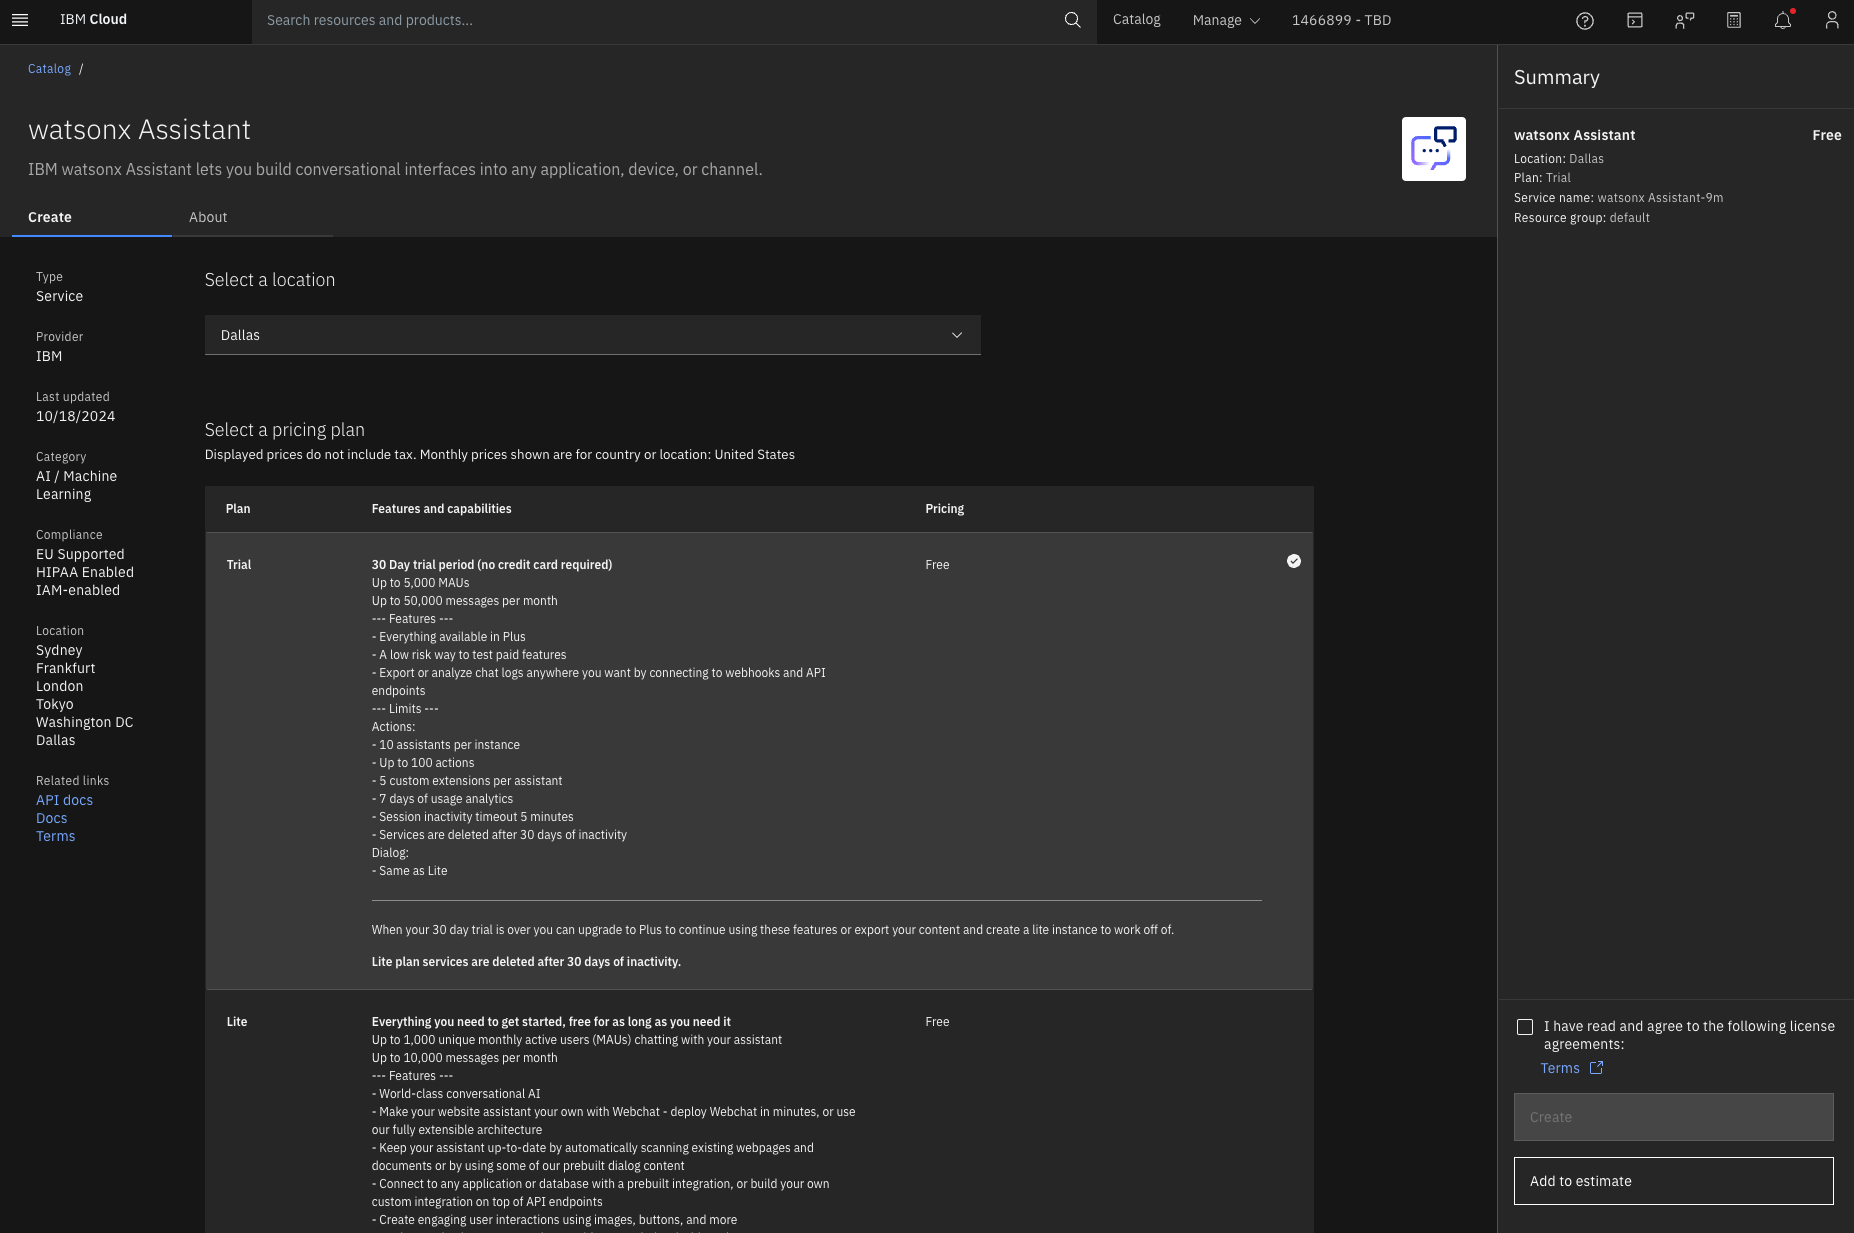 IBM Cloud
Search resources and products...
Catalog
Manage
1466899 - TBD
Catalog /
watsonx Assistant
IBM watsonx Assistant lets you build conversational interfaces into any application, device, or channel.
Create
About
Type
Service
Provider
IBM
Last updated
10/18/2024
Category
AI / Machine
Learning
Compliance
EU Supported
HIPAA Enabled
IAM-enabled
Location
Sydney
Frankfurt
London
Tokyo
Washington DC
Dallas
Related links
API docs
Docs
Terms
Select a location
Dallas
Select a pricing plan
Displayed prices do not include tax. Monthly prices shown are for country or location: United States
Plan
Features and capabilities
Pricing
Trial
30 Day trial period (no credit card required)
Up to 5,000 MAUs
Up to 50,000 messages per month
--- Features ---
- Everything available in Plus
- A low risk way to test paid features
- Export or analyze chat logs anywhere you want by connecting to webhooks and API
endpoints
--- Limits ---
Actions:
- 10 assistants per instance
- Up to 100 actions
- 5 custom extensions per assistant
- 7 days of usage analytics
- Session inactivity timeout 5 minutes
- Services are deleted after 30 days of inactivity
Dialog:
- Same as Lite
Free
When your 30 day trial is over you can upgrade to Plus to continue using these features or export your content and create a lite instance to work off of.
Lite plan services are deleted after 30 days of inactivity.
Lite
Everything you need to get started, free for as long as you need it
Up to 1,000 unique monthly active users (MAUs) chatting with your assistant
Up to 10,000 messages per month
--- Features ---
- World-class conversational AI
- Make your website assistant your own with Webchat - deploy Webchat in minutes, or use
our fully extensible architecture
- Keep your assistant up-to-date by automatically scanning existing webpages and
documents or by using some of our prebuilt dialog content
- Connect to any application or database with a prebuilt integration, or build your own
custom integration on top of API endpoints
- Create engaging user interactions using images, buttons, and more
Free
Summary
watsonx Assistant
Free
Location: Dallas
Plan: Trial
Service name: watsonx Assistant-9m
Resource group: default
I have read and agree to the following license
agreements:
Terms
Create
Add to estimate